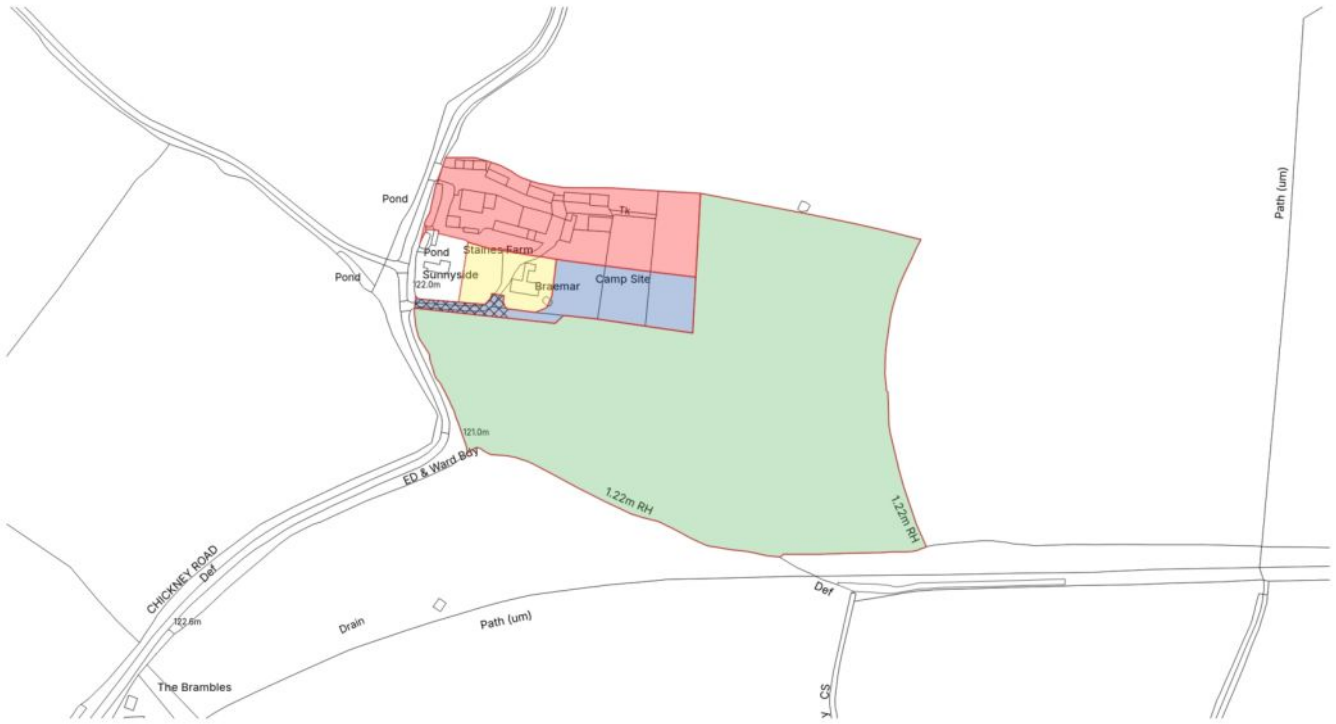 Path (um)
Pond
Tk
Pond
Staines Farm
Pond
Sunnyside
Camp Site
122.0m
Braemar
121.0m
ED & Ward Bdy
1.22m RH
1.22m RH
CHICKNEY ROAD
Def
Def
122.6m
Drain
Path (um)
The Brambles
CS